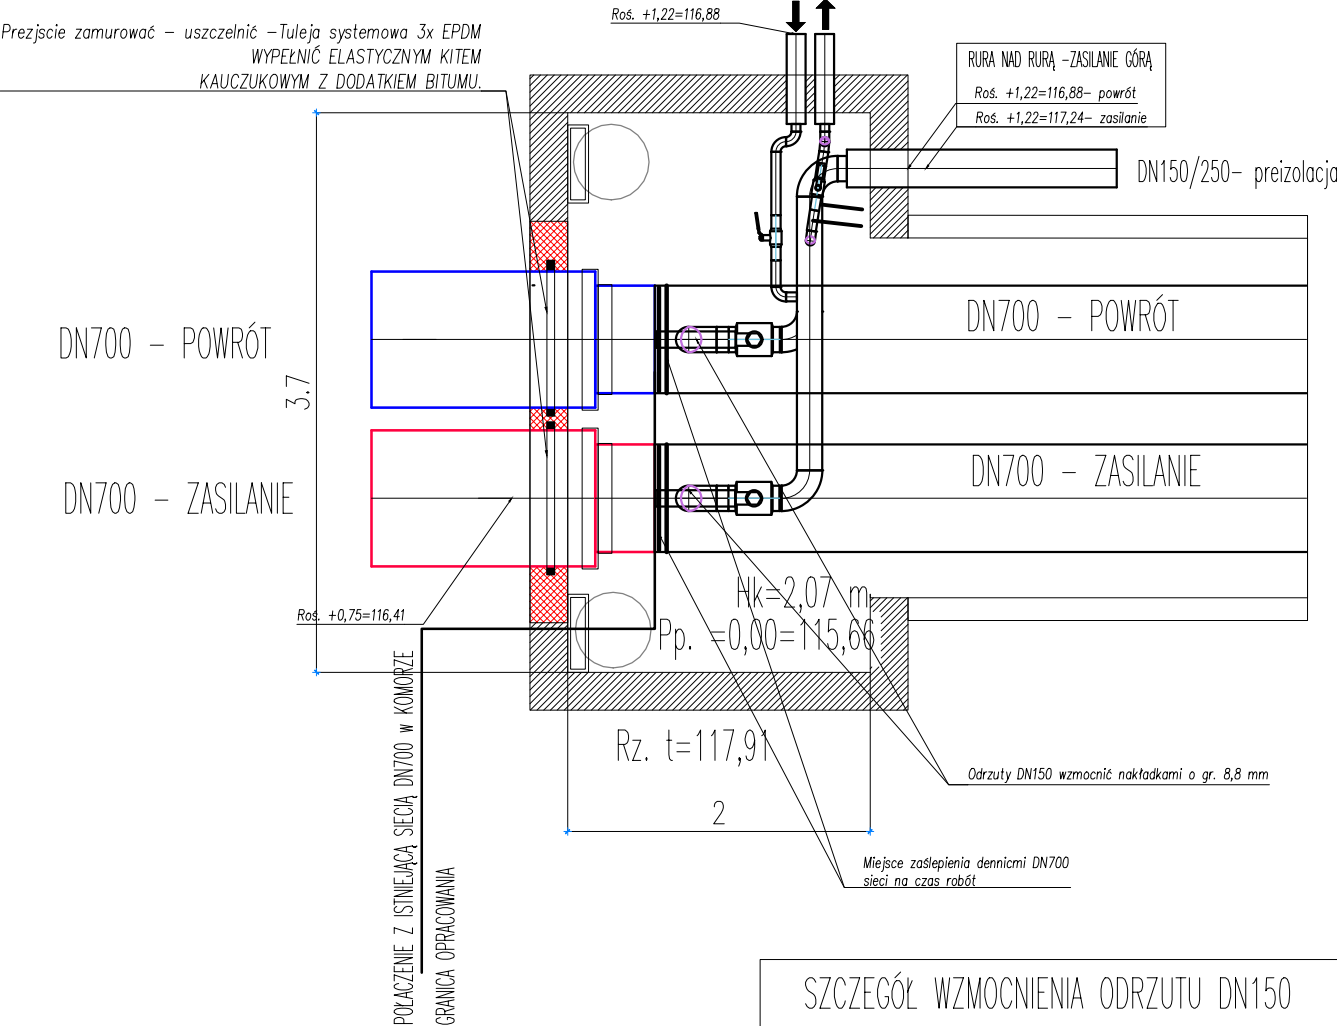 Prezjscie zamurować – uszczelnić –Tuleja systemowa 3x EPDM
WYPEŁNIĆ ELASTYCZNYM KITEM
KAUCZUKOWYM Z DODATKIEM BITUMU.
Roś. +1,22=116,88
RURA NAD RURĄ –ZASILANIE GÓRĄ
Roś. +1,22=116,88– powrót
Roś. +1,22=117,24– zasilanie
DN150/250– preizolacja
DN700 – POWRÓT
DN700 – POWRÓT
3.7
DN700 – ZASILANIE
DN700 – ZASILANIE
Roś. +0,75=116,41
Hk=2,07 m
Pp. =0,00=115,66
Rz. t=117,91
2
Odrzuty DN150 wzmocnić nakładkami o gr. 8,8 mm
Miejsce zaślepienia dennicmi DN700
sieci na czas robót
POŁACZENIE Z ISTNIEJĄCĄ SIECIĄ DN700 w KOMORZE
GRANICA OPRACOWANIA
SZCZEGÓŁ WZMOCNIENIA ODRZUTU DN150